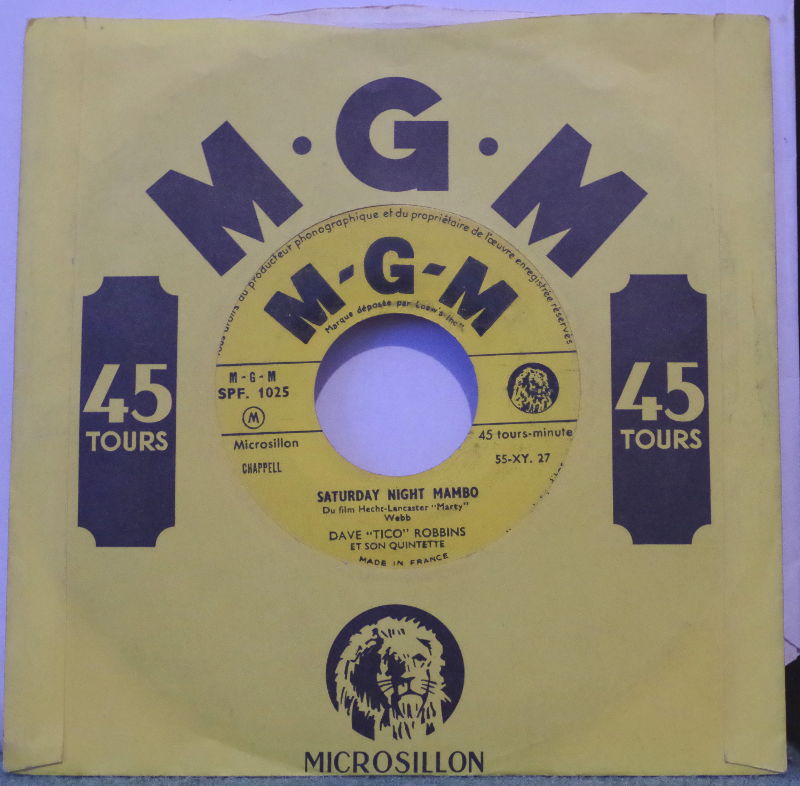 M·G·M
45
TOURS
45
TOURS
droits du producteur phonographique et du propriétaire de l'œuvre enregistrée réservés
M-G-M
Marque déposée par Loew's Inc
M-G-M
SPF. 1025
M
Microsillon
CHAPPELL
45 tours-minute
55-XY. 27
SATURDAY NIGHT MAMBO
Du film Hecht-Lancaster "Marty"
Webb
DAVE "TICO" ROBBINS
ET SON QUINTETTE
MADE IN FRANCE
MICROSILLON